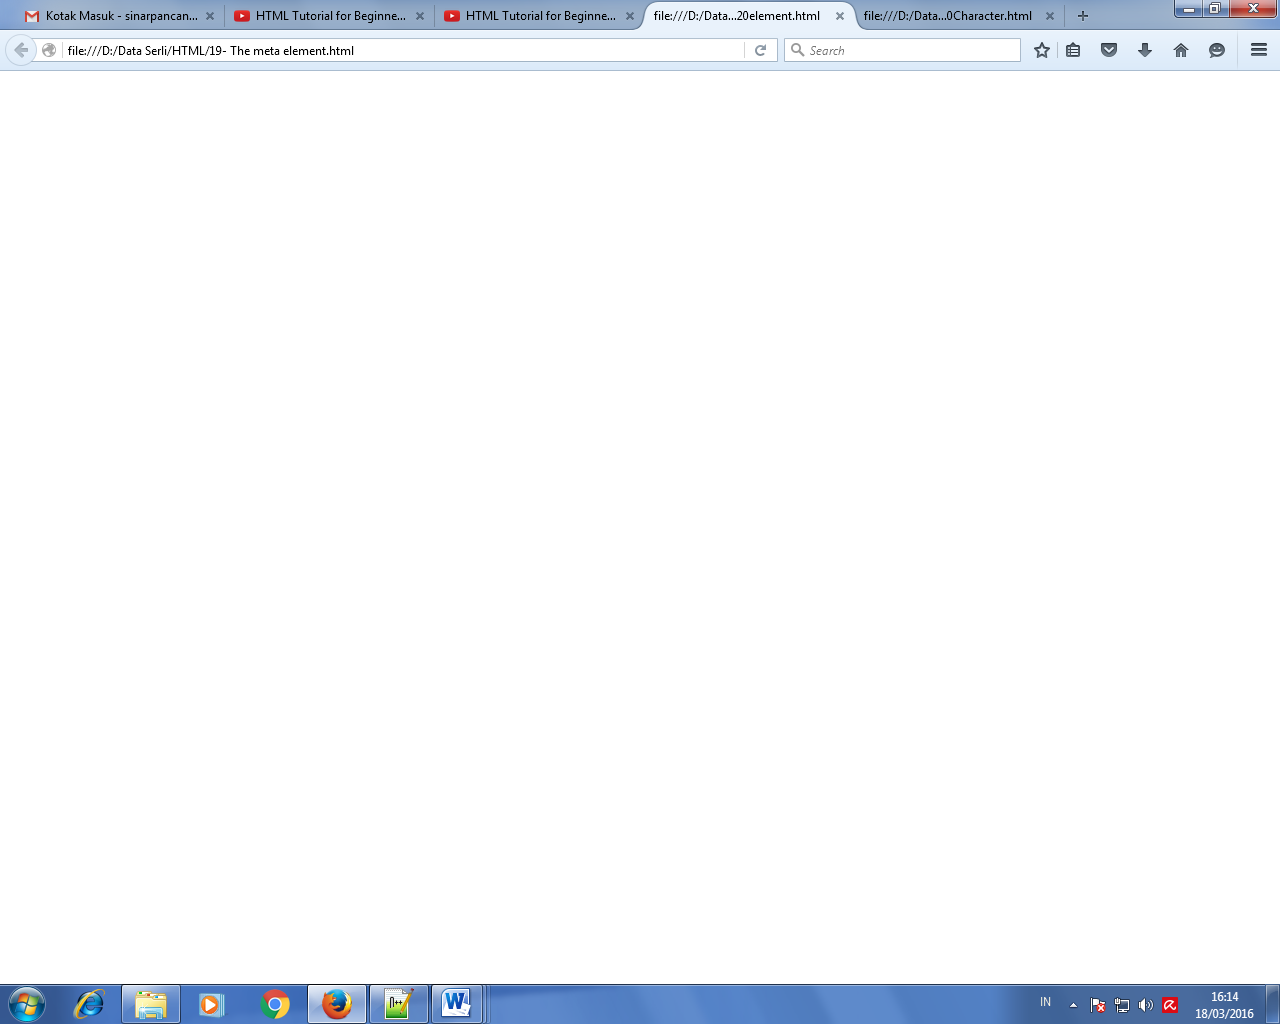 Kotak Masuk - sinarpancan...
HTML Tutorial for Beginne...
HTML Tutorial for Beginne...
file:///D:/Data...20element.html
file:///D:/Data...0Character.html
file:///D:/Data Serli/HTML/19- The meta element.html
Search
IN
16:14
18/03/2016